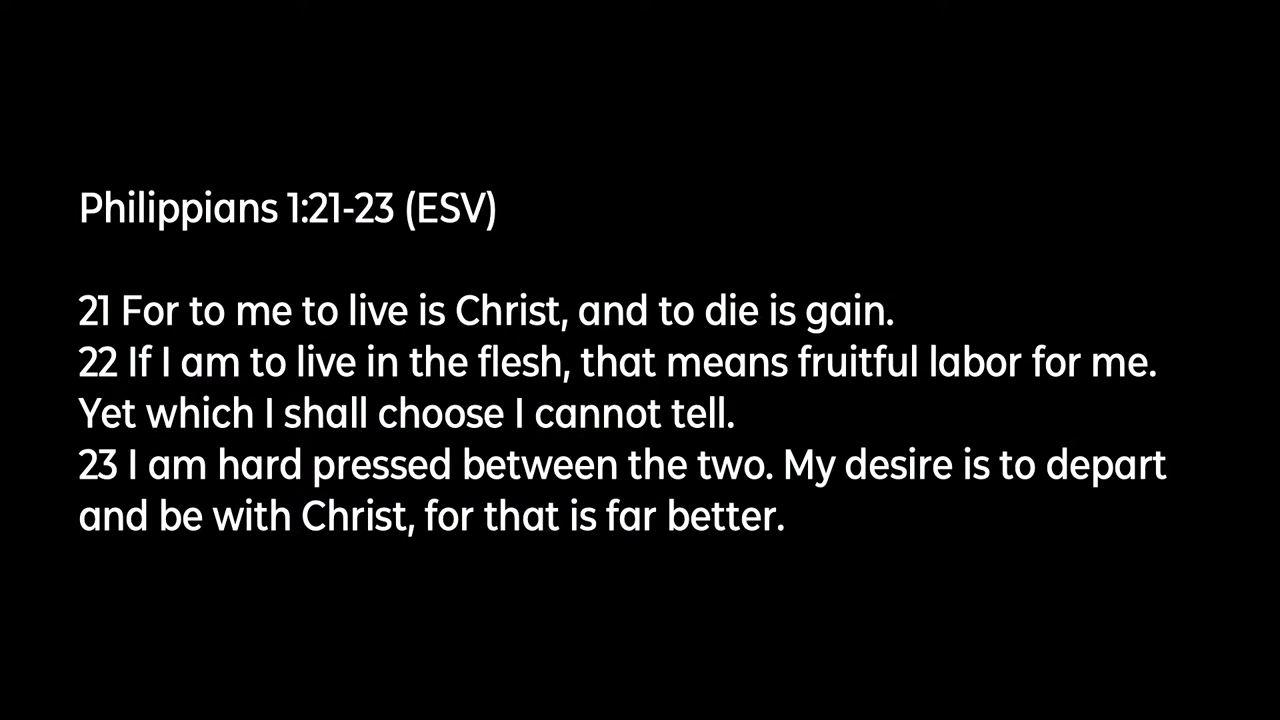 Philippians 1:21-23 (ESV)
21 For to me to live is Christ, and to die is gain.
22 If I am to live in the flesh, that means fruitful labor for me.
Yet which I shall choose I cannot tell.
23 I am hard pressed between the two. My desire is to depart
and be with Christ, for that is far better.